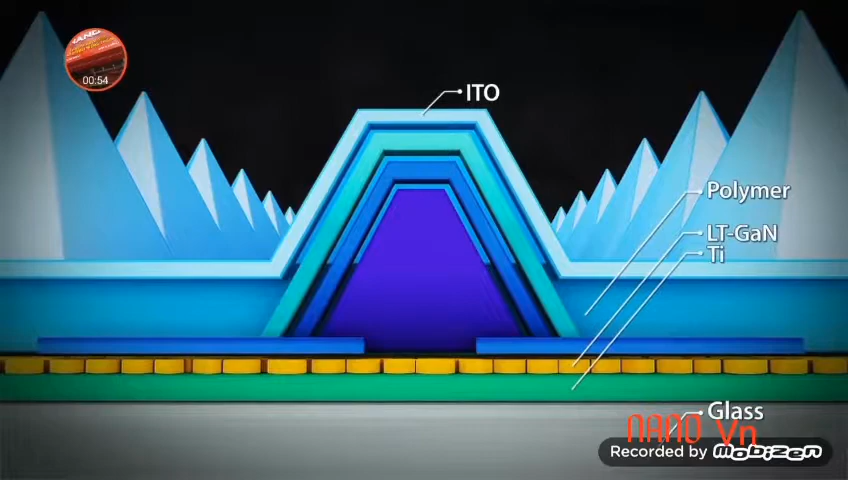 00:54
ITO
Polymer
LT-GaN
Ti
Glass
NANO Vn
Recorded by mobizen